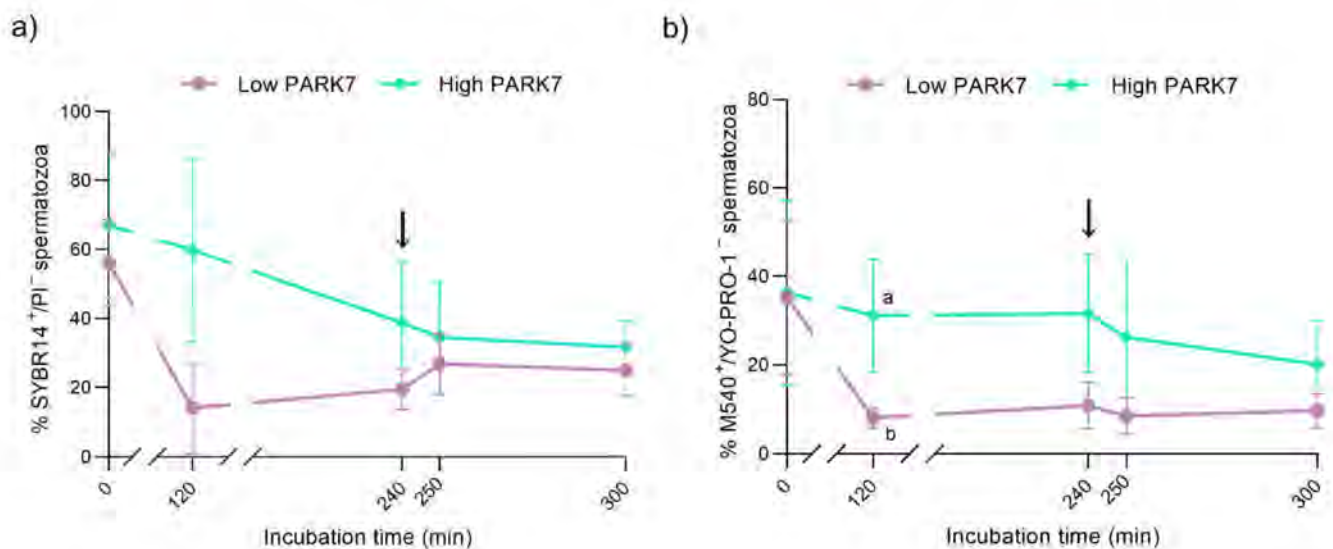 a)
Low PARK7 High PARK7
% SYBR14⁺/PI⁻ spermatozoa
100
80
60
40
20
0
0 120 240 250 300
Incubation time (min)
b)
Low PARK7 High PARK7
% M540⁺/YO-PRO-1⁻ spermatozoa
80
60
40
20
0
a
b
0 120 240 250 300
Incubation time (min)